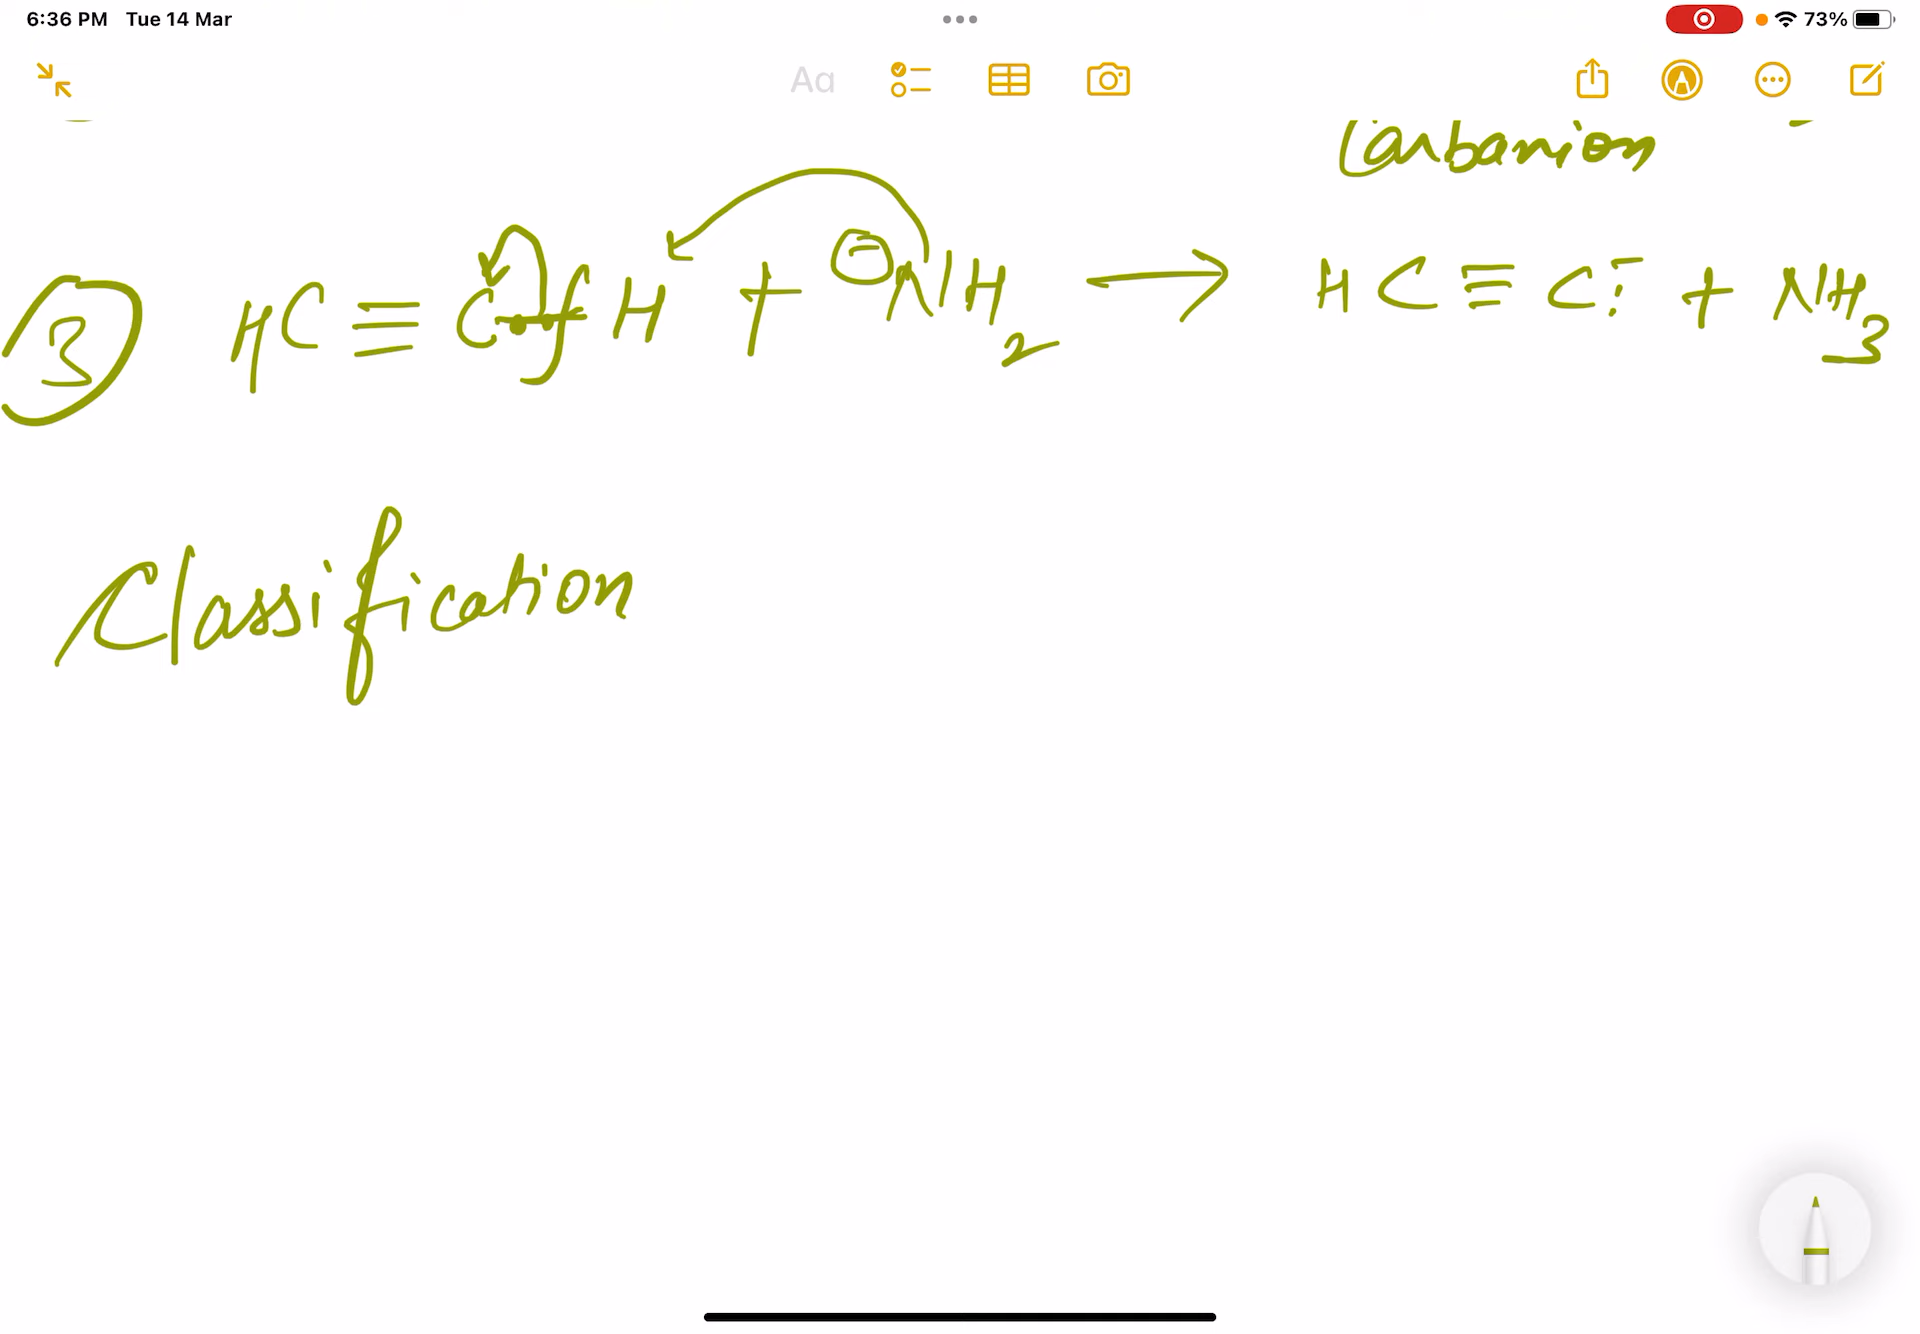 6:36 PM Tue 14 Mar 73%
Aa
Carbanion
3 HC ≡ C - H + ⊖NH2 ⟶ HC ≡ C:⁻ + NH3
Classification